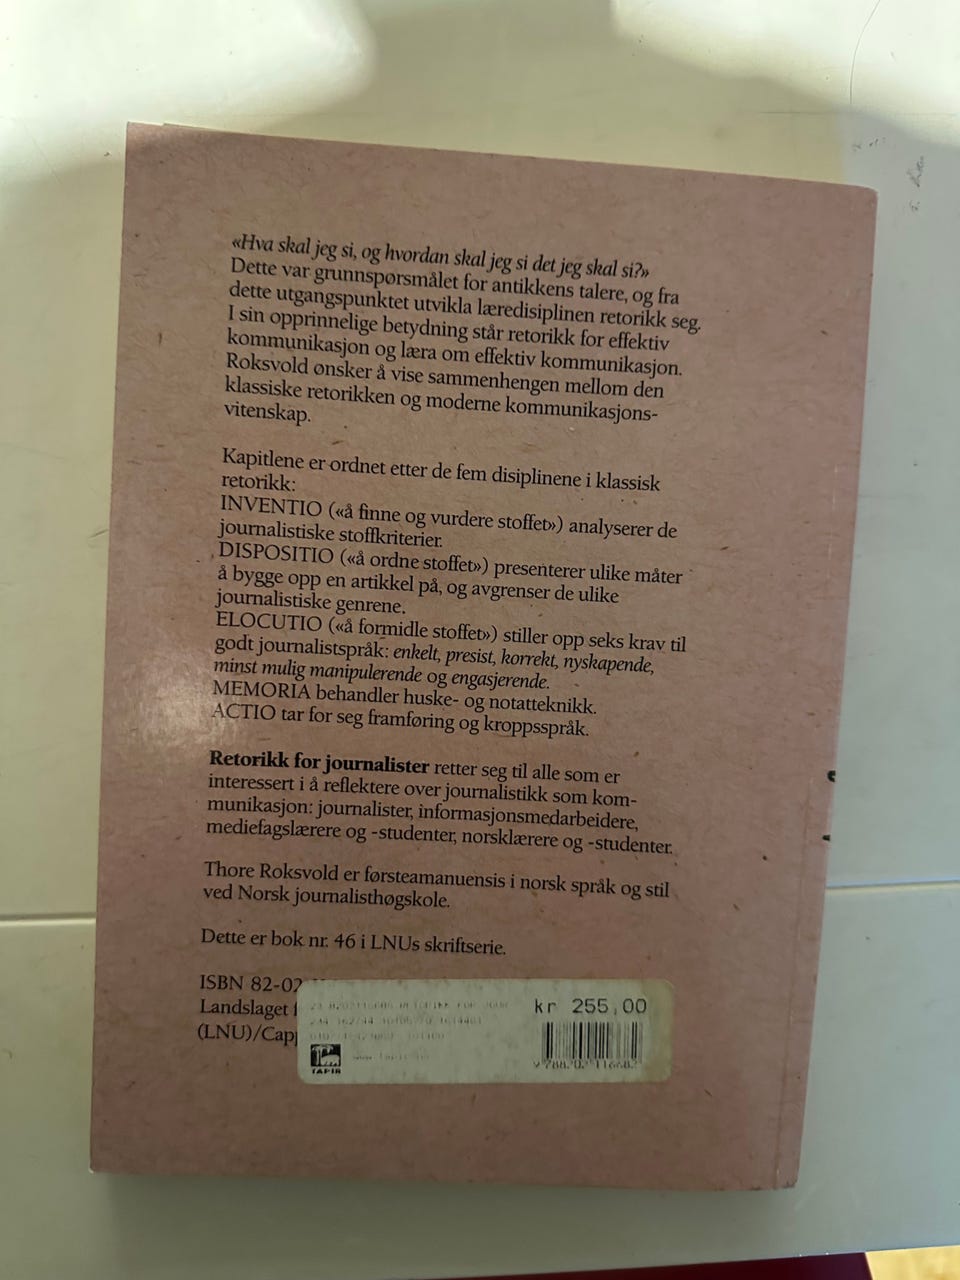 «Hva skal jeg si, og hvordan skal jeg si det jeg skal si?»
Dette var grunnspørsmålet for antikkens talere, og fra
dette utgangspunktet utvikla læredisiplinen retorikk seg.
I sin opprinnelige betydning står retorikk for effektiv
kommunikasjon og læra om effektiv kommunikasjon.
Roksvold ønsker å vise sammenhengen mellom den
klassiske retorikken og moderne kommunikasjons-
vitenskap.
Kapitlene er ordnet etter de fem disiplinene i klassisk
retorikk:
INVENTIO («å finne og vurdere stoffet») analyserer de
journalistiske stoffkriterier.
DISPOSITIO («å ordne stoffet») presenterer ulike måter
å bygge opp en artikkel på, og avgrenser de ulike
journalistiske genrene.
ELOCUTIO («å formidle stoffet») stiller opp seks krav til
godt journalistspråk: enkelt, presist, korrekt, nyskapende,
minst mulig manipulerende og engasjerende.
MEMORIA behandler huske- og notatteknikk.
ACTIO tar for seg framføring og kroppsspråk.
Retorikk for journalister retter seg til alle som er
interessert i å reflektere over journalistikk som kom-
munikasjon: journalister, informasjonsmedarbeidere,
mediefagslærere og -studenter, norsklærere og -studenter.
Thore Roksvold er førsteamanuensis i norsk språk og stil
ved Norsk journalisthøgskole.
Dette er bok nr. 46 i LNUs skriftserie.
ISBN 82-02
Landslaget f
(LNU)/Capp
kr 255,00
TAPIR